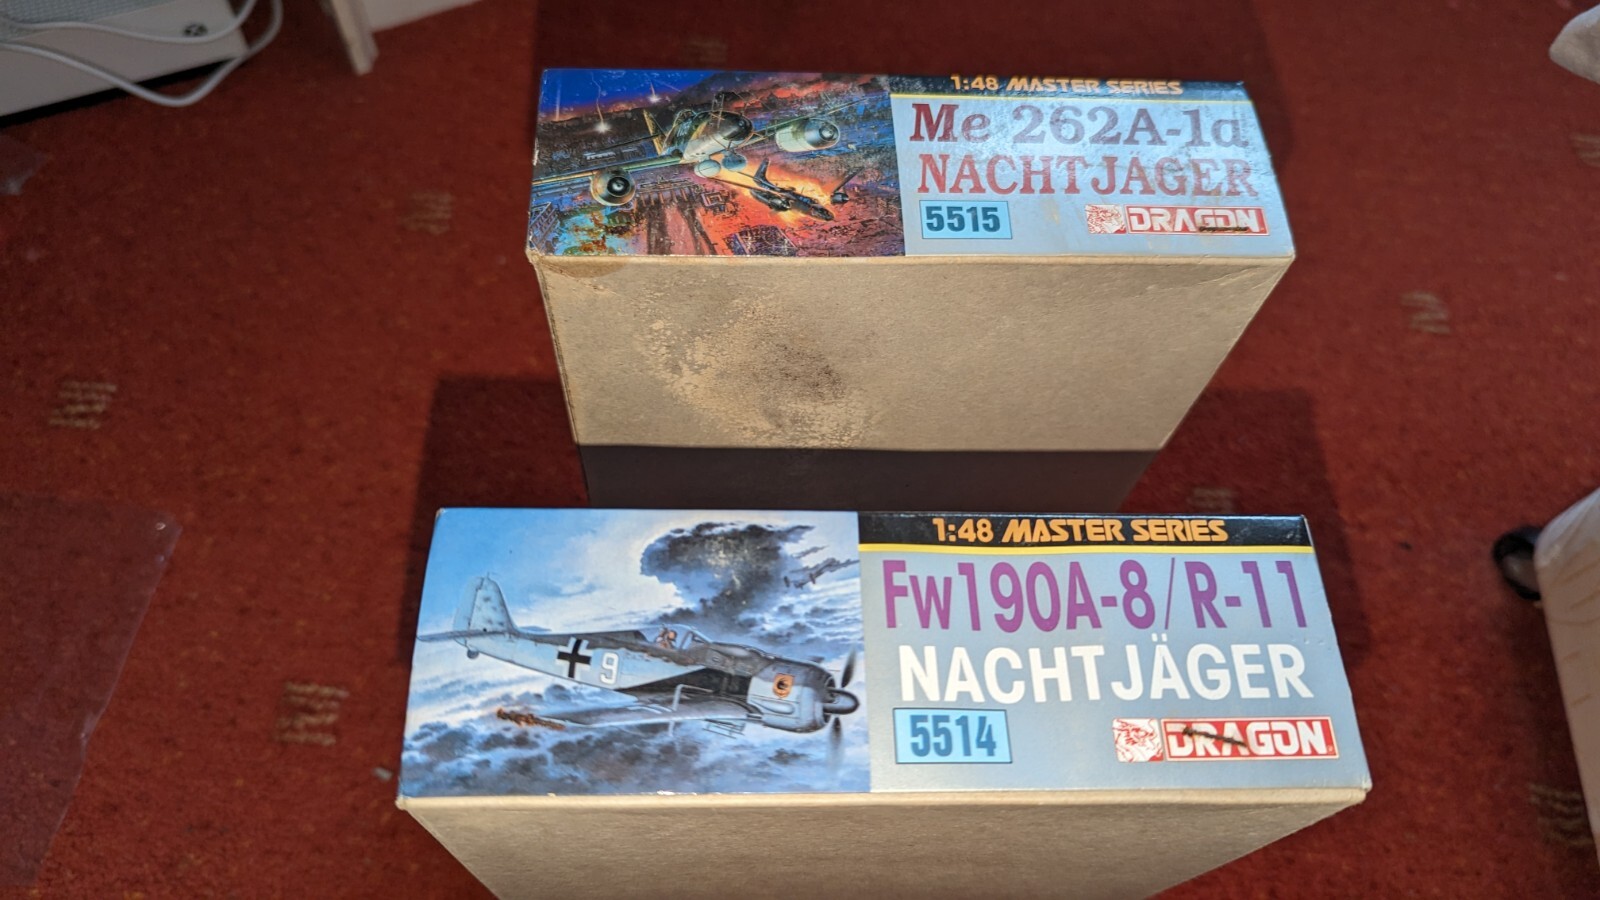 1:48 MASTER SERIES
Me 262A-1a
NACHTJÄGER
5515
DRAGON
1:48 MASTER SERIES
Fw190A-8/R-11
NACHTJÄGER
9
5514
DRAGON